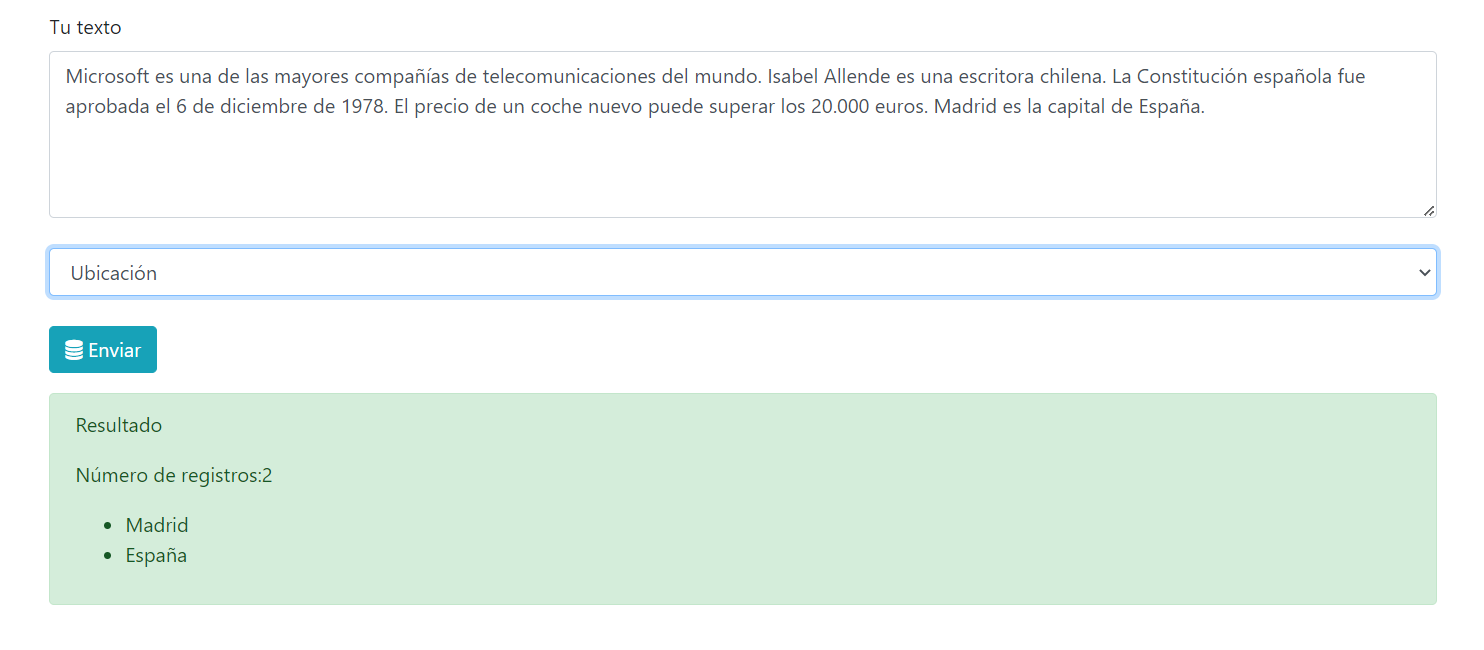 Tu texto
Microsoft es una de las mayores compañías de telecomunicaciones del mundo. Isabel Allende es una escritora chilena. La Constitución española fue
aprobada el 6 de diciembre de 1978. El precio de un coche nuevo puede superar los 20.000 euros. Madrid es la capital de España.
Ubicación
Enviar
Resultado
Número de registros:2
Madrid
España